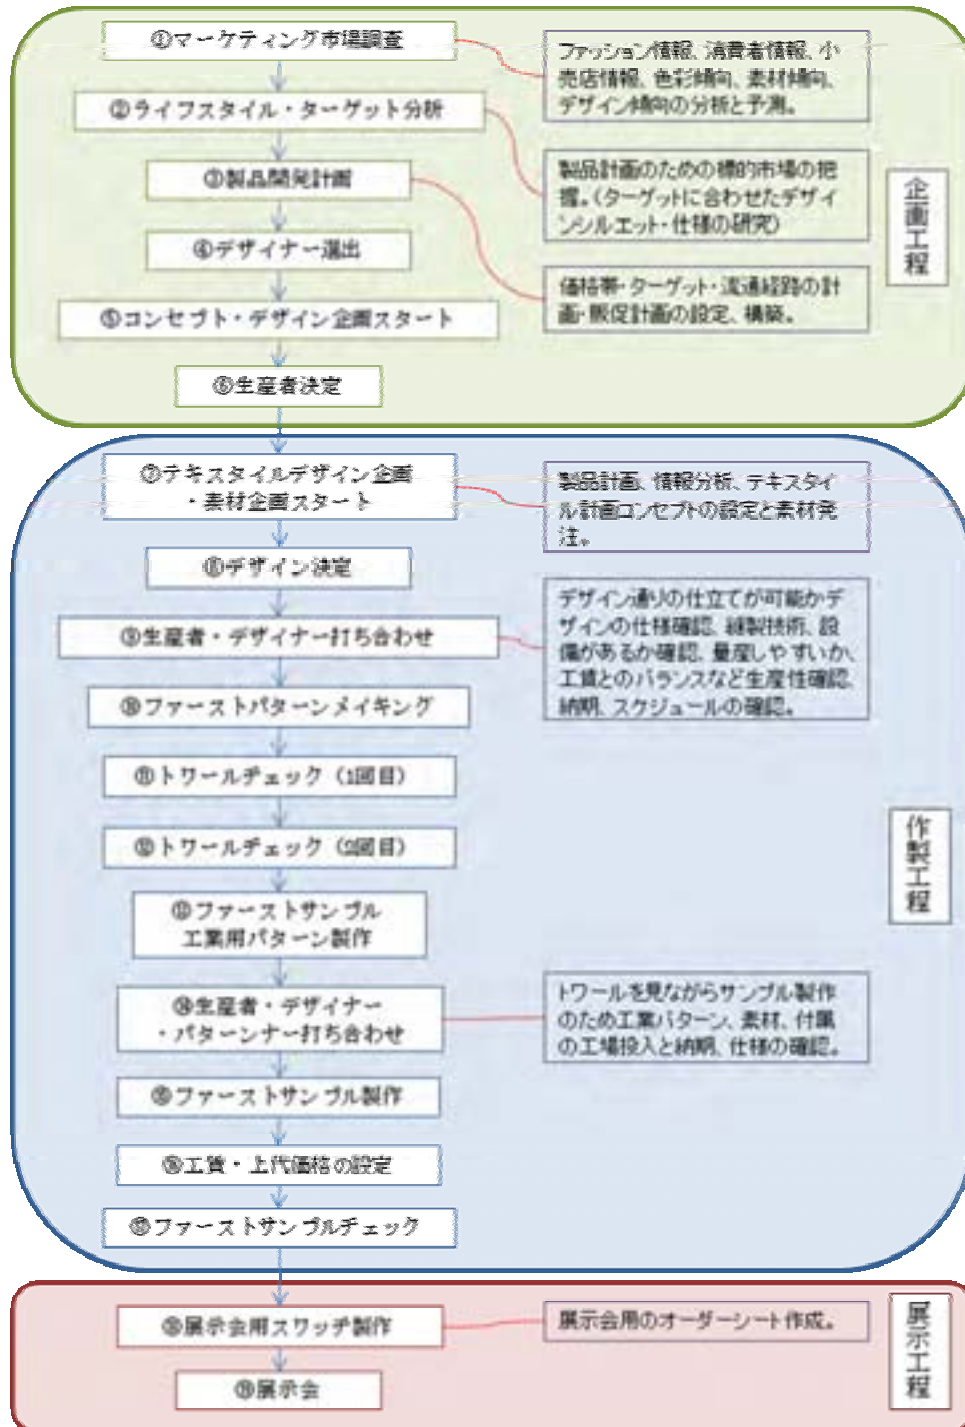 ①マーケティング市場調査
ファッション情報、消費者情報、小
売店情報、色彩傾向、素材傾向、
デザイン傾向の分析と予測。
②ライフスタイル・ターゲット分析
製品計画のための標的市場の把
握。(ターゲットに合わせたデザイ
ンシルエット・仕様の研究)
③製品開発計画
価格帯・ターゲット・流通経路の計
画・販促計画の設定、構築。
④デザイナー選出
⑤コンセプト・デザイン企画スタート
⑥生産者決定
企画工程
⑦テキスタイルデザイン企画
・素材企画スタート
製品計画、情報分析、テキスタイ
ル計画コンセプトの設定と素材発
注。
⑧デザイン決定
⑨生産者・デザイナー打ち合わせ
デザイン通りの仕立てが可能かデ
ザインの仕様確認、縫製技術、設
備があるか確認、量産しやすいか、
工賃とのバランスなど生産性確認、
納期、スケジュールの確認。
⑩ファーストパターンメイキング
⑪トワールチェック（1回目）
⑫トワールチェック（2回目）
⑬ファーストサンプル
工業用パターン製作
⑭生産者・デザイナー
・パターンナー打ち合わせ
トワールを見ながらサンプル製作
のため工業パターン、素材、付属
の工場投入と納期、仕様の確認。
⑮ファーストサンプル製作
⑯工賃・上代価格の設定
⑰ファーストサンプルチェック
作製工程
⑱展示会用スワッチ製作
展示会用のオーダーシート作成。
⑲展示会
展示工程